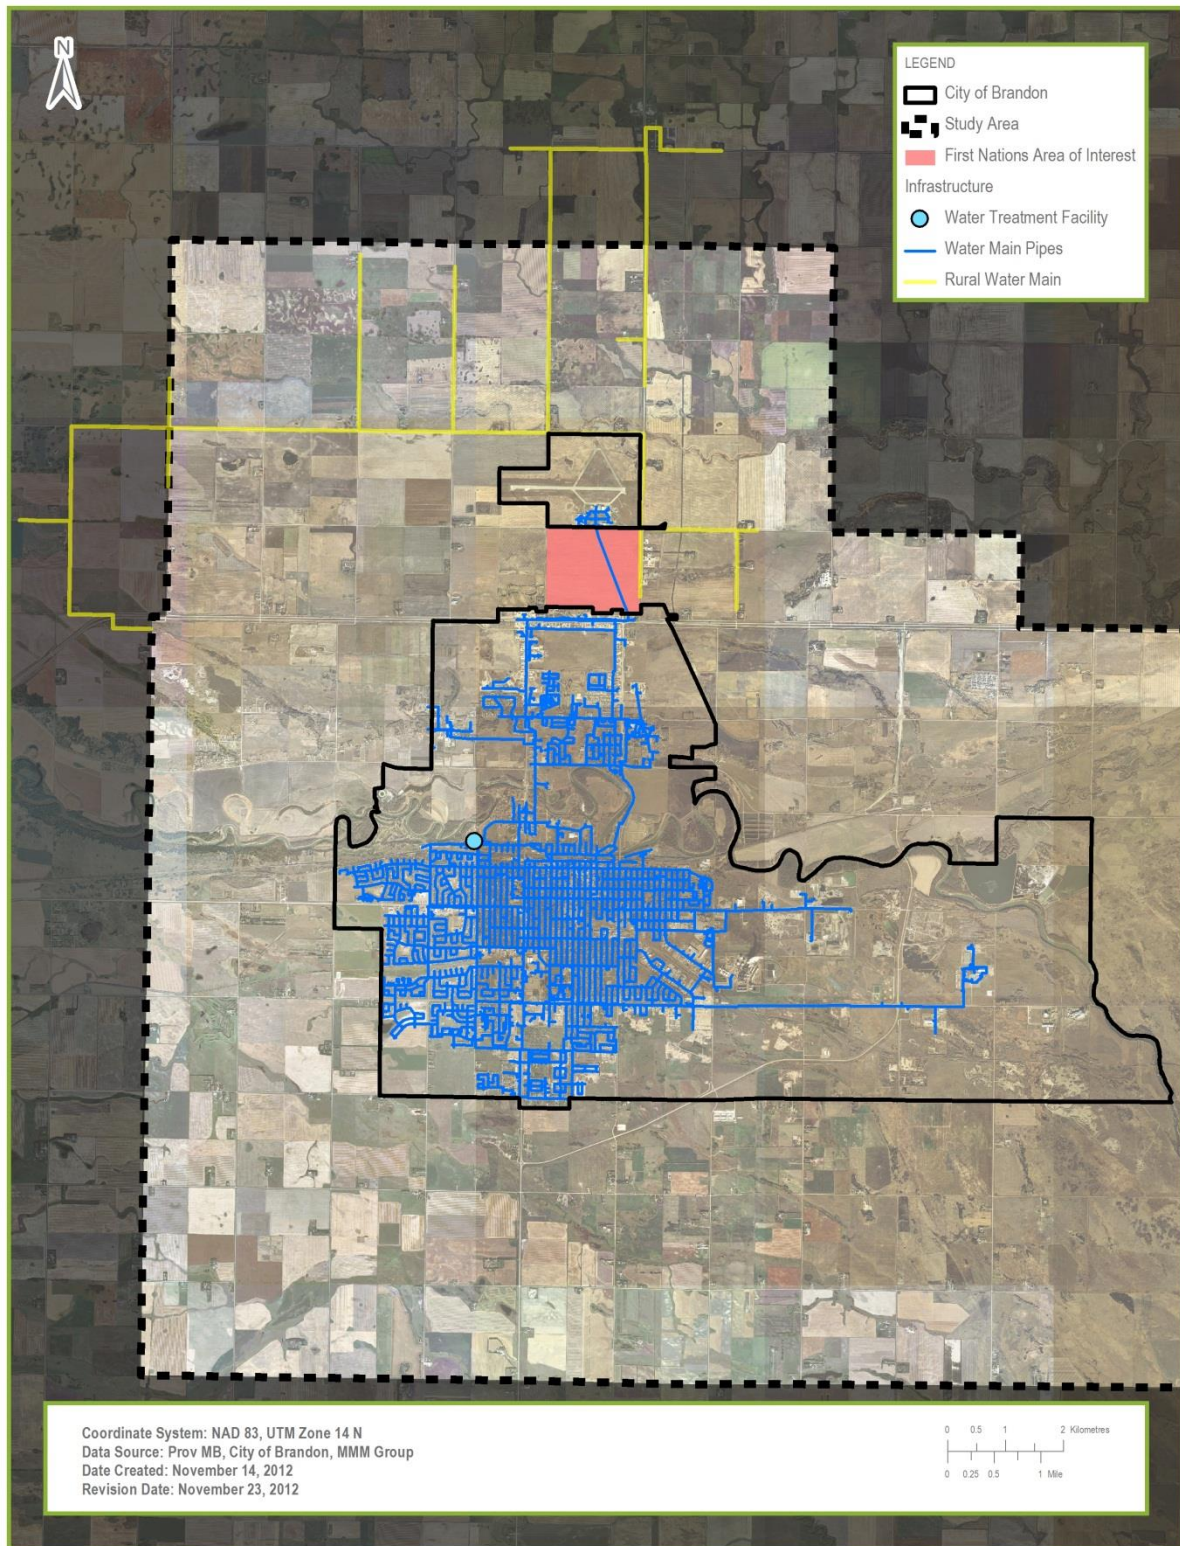 N
LEGEND
City of Brandon
Study Area
First Nations Area of Interest
Infrastructure
Water Treatment Facility
Water Main Pipes
Rural Water Main
Coordinate System: NAD 83, UTM Zone 14 N
Data Source: Prov MB, City of Brandon, MMM Group
Date Created: November 14, 2012
Revision Date: November 23, 2012
0 0.5 1 2 Kilometres
0 0.25 0.5 1 Mile